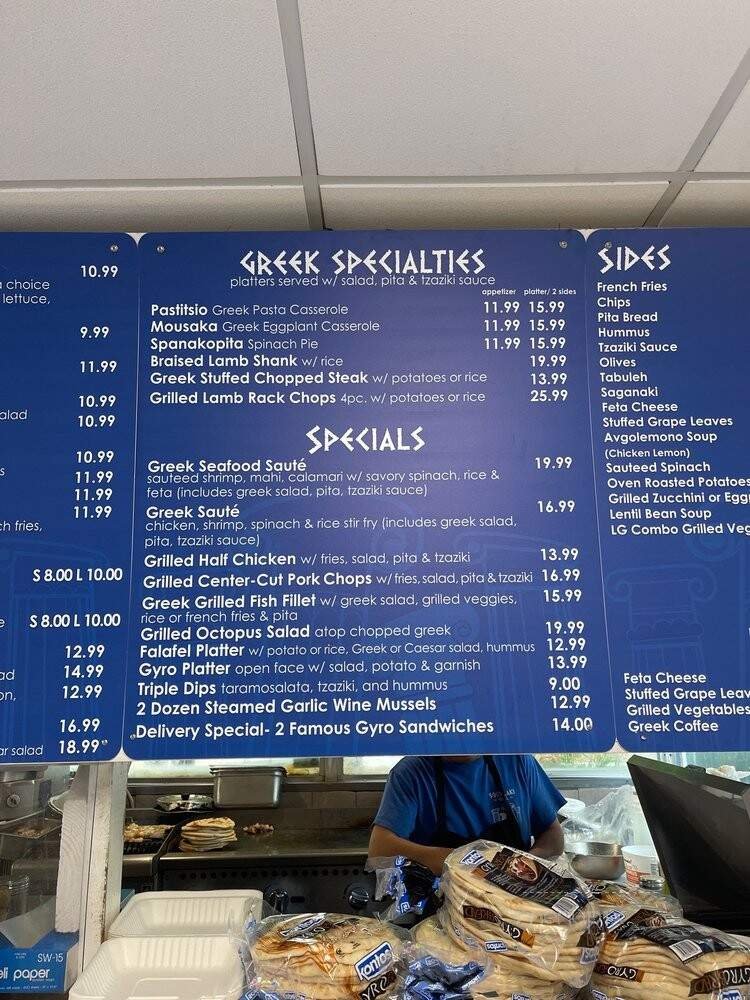 10.99
a choice
lettuce,
9.99
11.99
10.99
alad
10.99
10.99
s
11.99
11.99
11.99
ch fries,
S 8.00 L 10.00
e S 8.00 L 10.00
12.99
ad 14.99
on, 12.99
16.99
ar salad 18.99
GREEK SPECIALTIES
platters served w/ salad, pita & tzaziki sauce
appetizer platter/ 2 sides
Pastitsio Greek Pasta Casserole 11.99 15.99
Mousaka Greek Eggplant Casserole 11.99 15.99
Spanakopita Spinach Pie 11.99 15.99
Braised Lamb Shank w/ rice 19.99
Greek Stuffed Chopped Steak w/ potatoes or rice 13.99
Grilled Lamb Rack Chops 4pc. w/ potatoes or rice 25.99
SPECIALS
Greek Seafood Sauté 19.99
sauteed shrimp, mahi, calamari w/ savory spinach, rice &
feta (includes greek salad, pita, tzaziki sauce)
Greek Sauté 16.99
chicken, shrimp, spinach & rice stir fry (includes greek salad,
pita, tzaziki sauce)
Grilled Half Chicken w/ fries, salad, pita & tzaziki 13.99
Grilled Center-Cut Pork Chops w/ fries, salad, pita & tzaziki 16.99
Greek Grilled Fish Fillet w/ greek salad, grilled veggies, 15.99
rice or french fries & pita
Grilled Octopus Salad atop chopped greek 19.99
Falafel Platter w/ potato or rice, Greek or Caesar salad, hummus 12.99
Gyro Platter open face w/ salad, potato & garnish 13.99
Triple Dips taramosalata, tzaziki, and hummus 9.00
2 Dozen Steamed Garlic Wine Mussels 12.99
Delivery Special- 2 Famous Gyro Sandwiches 14.00
SIDES
French Fries
Chips
Pita Bread
Hummus
Tzaziki Sauce
Olives
Tabuleh
Saganaki
Feta Cheese
Stuffed Grape Leaves
Avgolemono Soup
(Chicken Lemon)
Sauteed Spinach
Oven Roasted Potatoes
Grilled Zucchini or Egg
Lentil Bean Soup
LG Combo Grilled Veg
Feta Cheese
Stuffed Grape Leav
Grilled Vegetables
Greek Coffee
SW-15
eli paper
kontos
GYRO
kontos
GYRO
GYRO